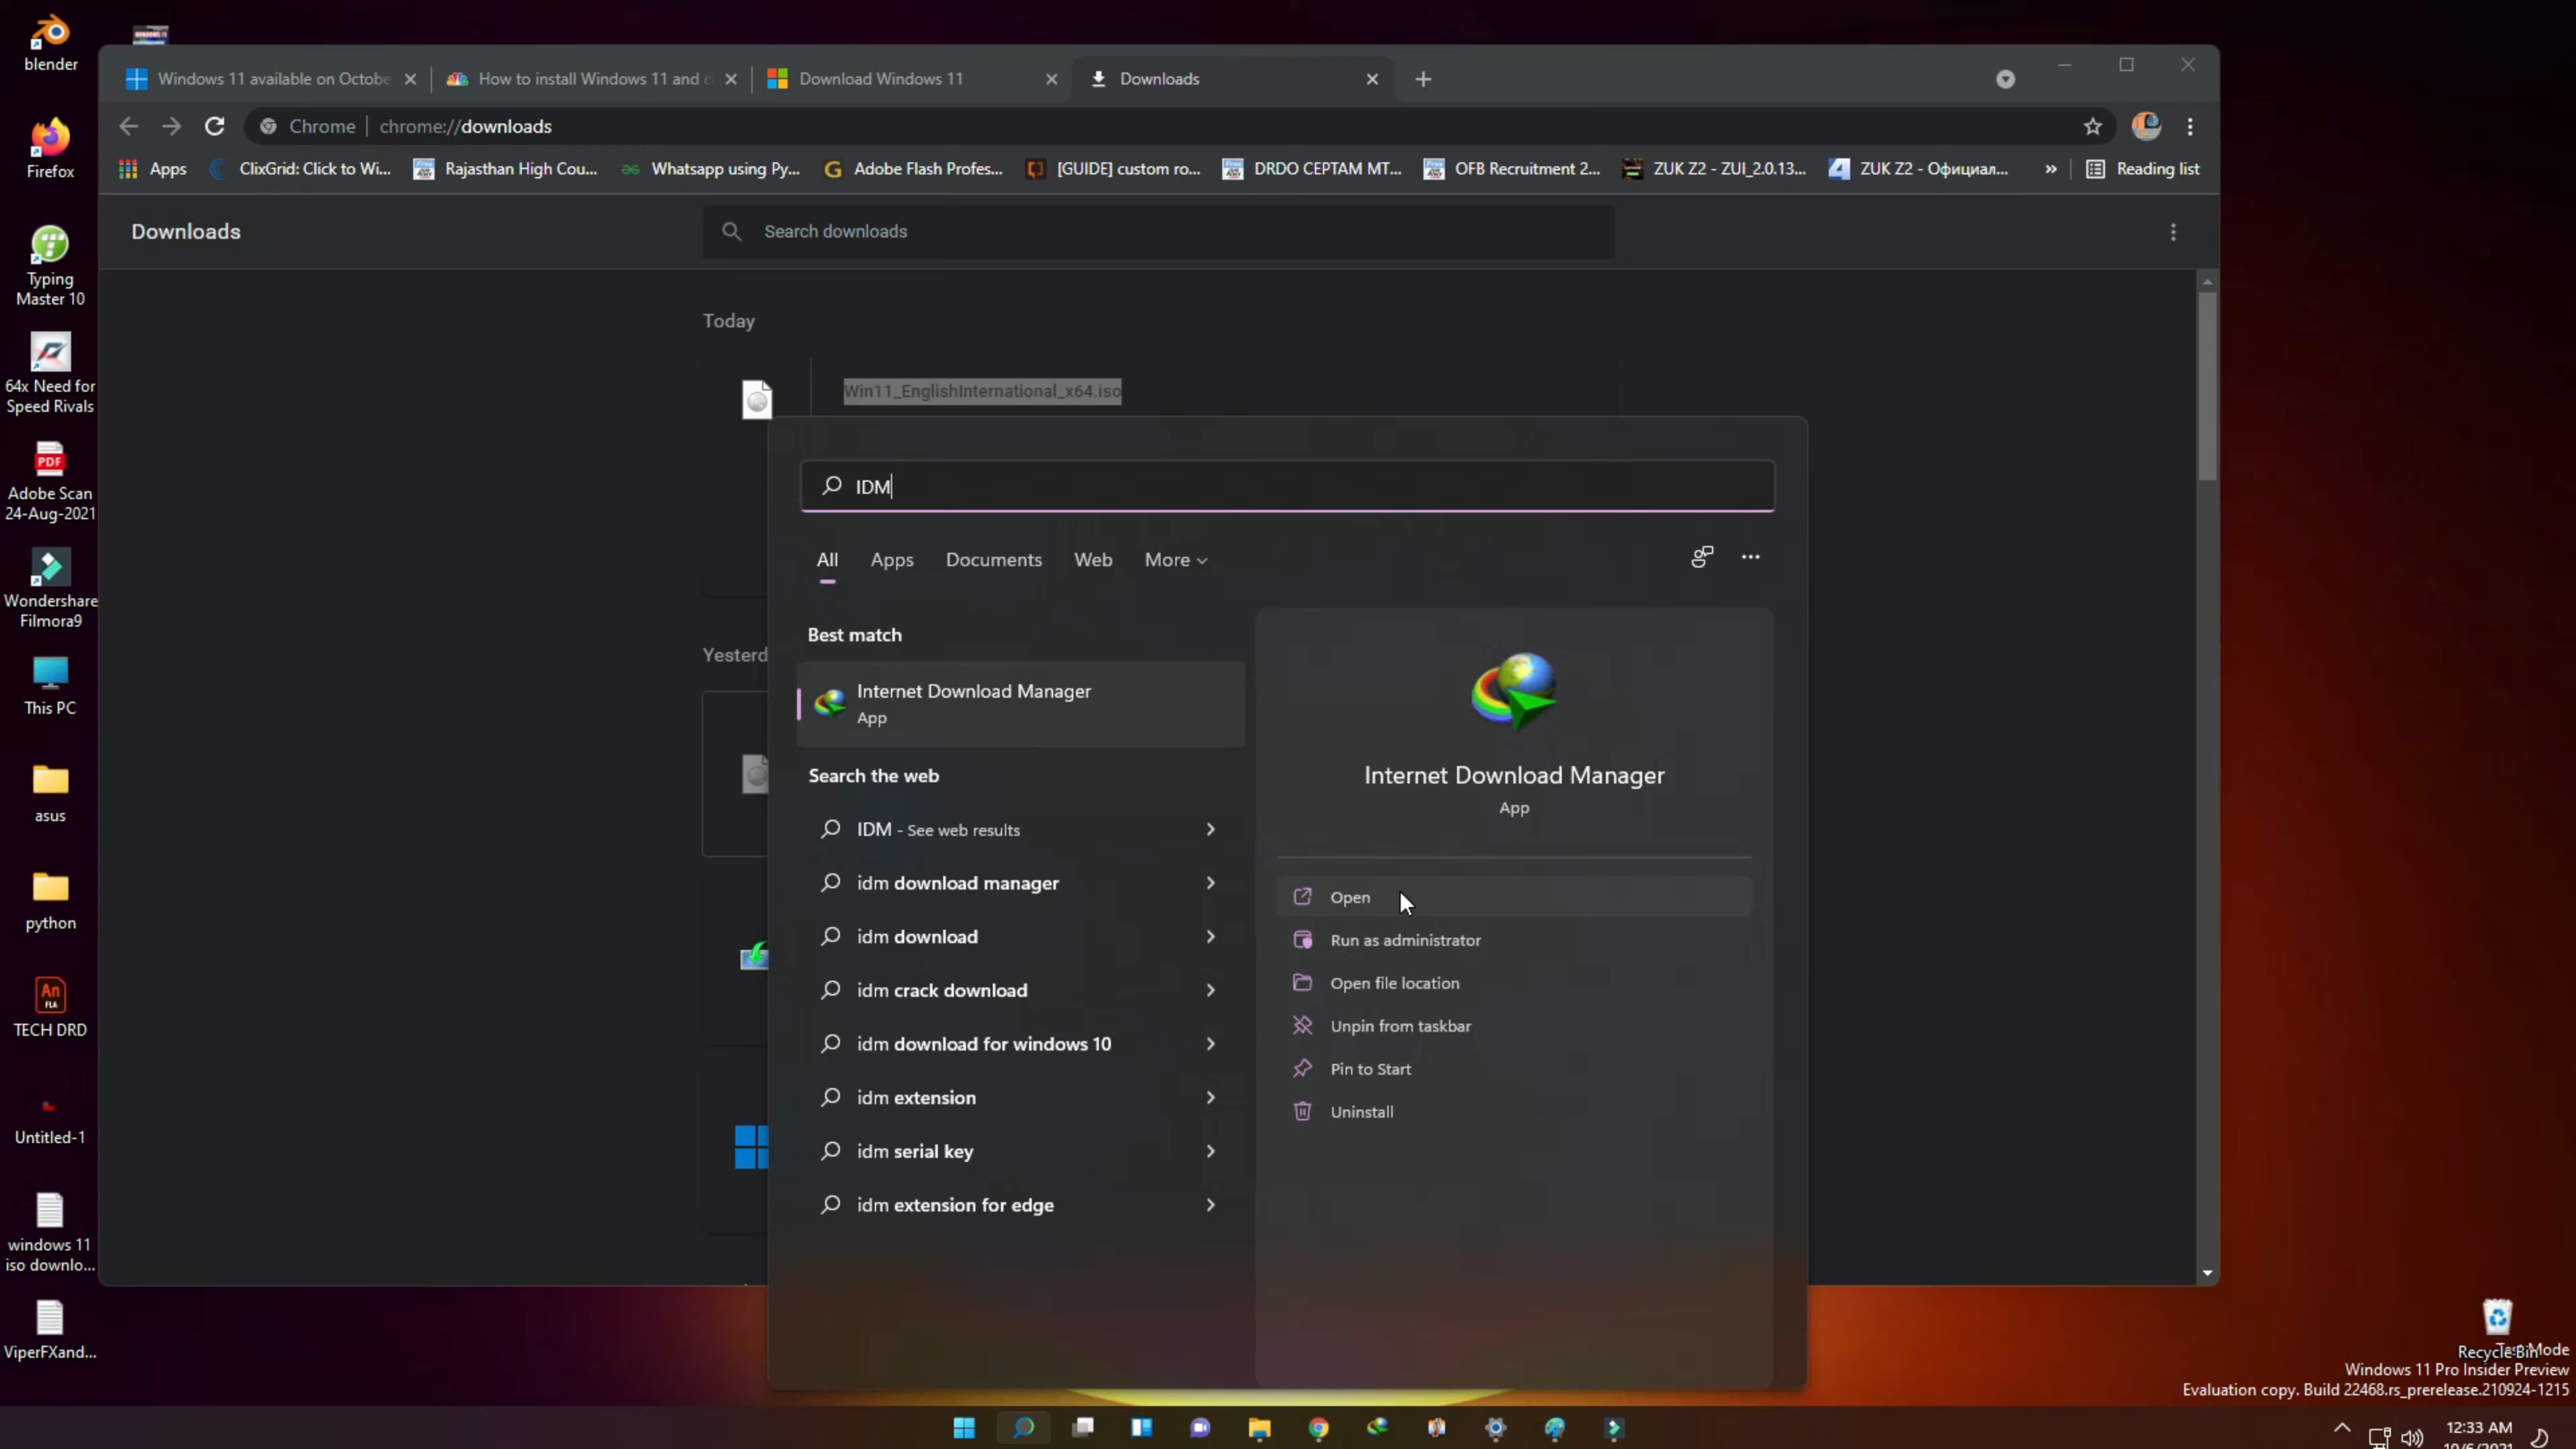 blender
Firefox
Typing
Master 10
64x Need for
Speed Rivals
PDF
Adobe Scan
24-Aug-2021
Wondershare
Filmora9
This PC
asus
python
An
FLA
TECH DRD
Untitled-1
windows 11
iso downlo...
ViperFXand...
Windows 11 available on Octobe
How to install Windows 11 and c
Download Windows 11
Downloads
Chrome chrome://downloads
Apps
ClixGrid: Click to Wi...
Rajasthan High Cou...
Whatsapp using Py...
Adobe Flash Profes...
[GUIDE] custom ro...
DRDO CEPTAM MT...
OFB Recruitment 2...
ZUK Z2 - ZUI_2.0.13...
ZUK Z2 - Официал...
Reading list
Downloads
Search downloads
Today
Win11_EnglishInternational_x64.iso
Yesterd
IDM
All Apps Documents Web More
Best match
Internet Download Manager
App
Search the web
IDM - See web results
idm download manager
idm download
idm crack download
idm download for windows 10
idm extension
idm serial key
idm extension for edge
Internet Download Manager
App
Open
Run as administrator
Open file location
Unpin from taskbar
Pin to Start
Uninstall
Recycle Bin
Mode
Windows 11 Pro Insider Preview
Evaluation copy. Build 22468.rs_prerelease.210924-1215
12:33 AM